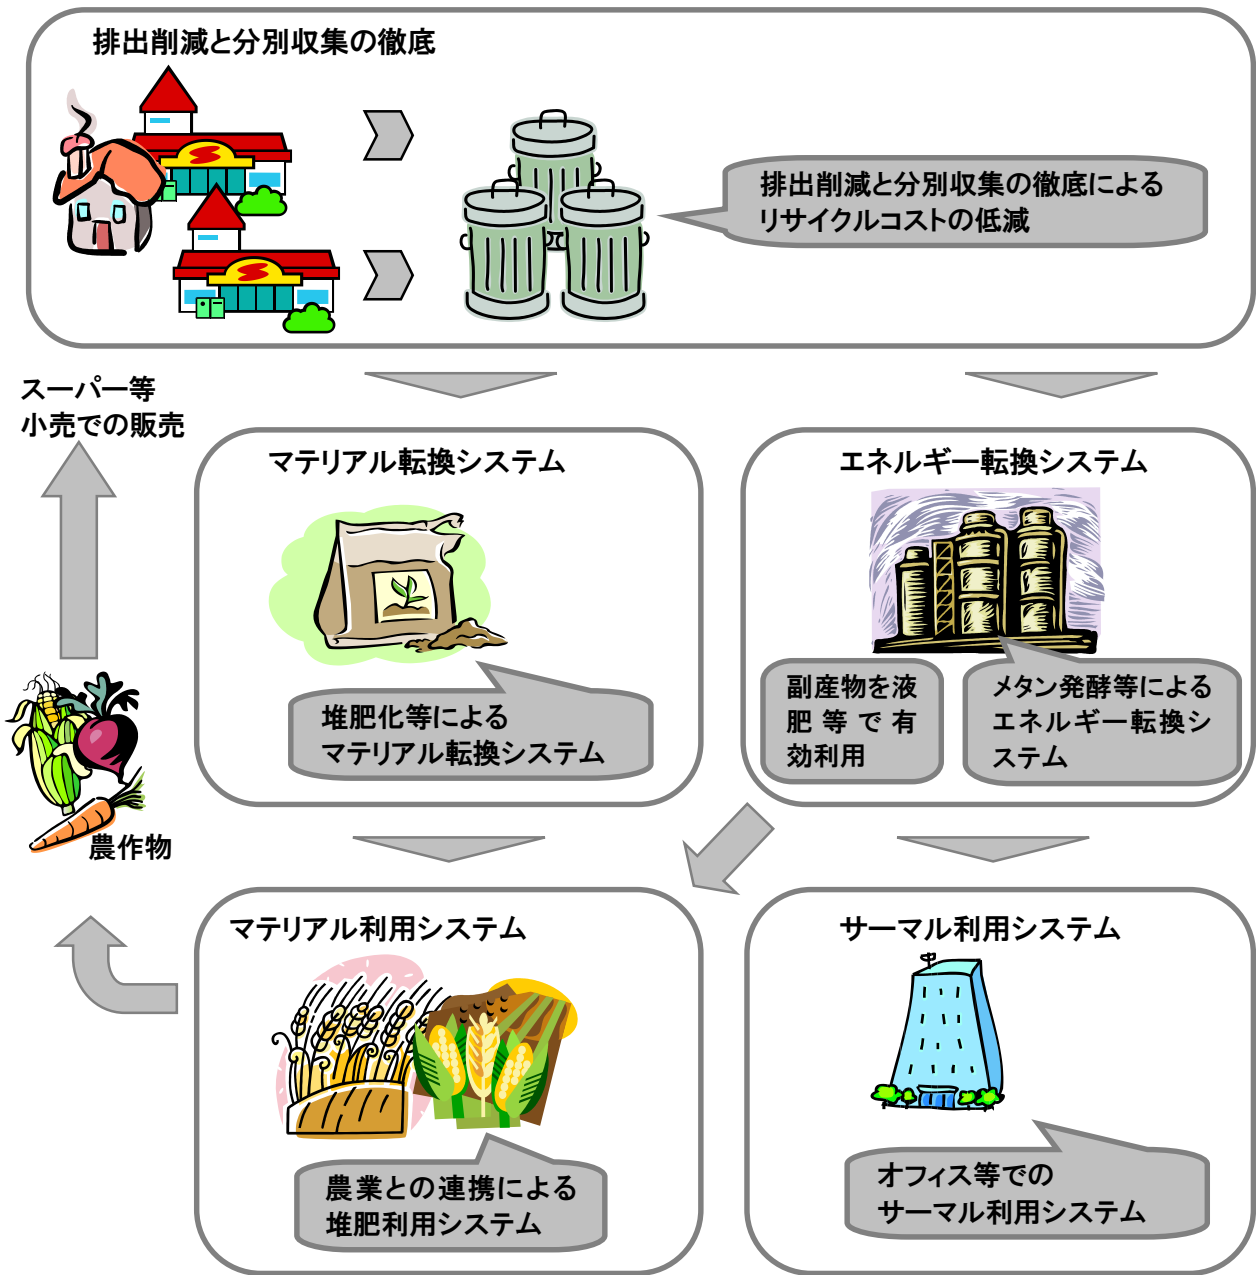 排出削減と分別収集の徹底
排出削減と分別収集の徹底による
リサイクルコストの低減
スーパー等
小売での販売
マテリアル転換システム
堆肥化等による
マテリアル転換システム
エネルギー転換システム
副産物を液
肥等で有
効利用
メタン発酵等による
エネルギー転換シ
ステム
農作物
マテリアル利用システム
農業との連携による
堆肥利用システム
サーマル利用システム
オフィス等での
サーマル利用システム